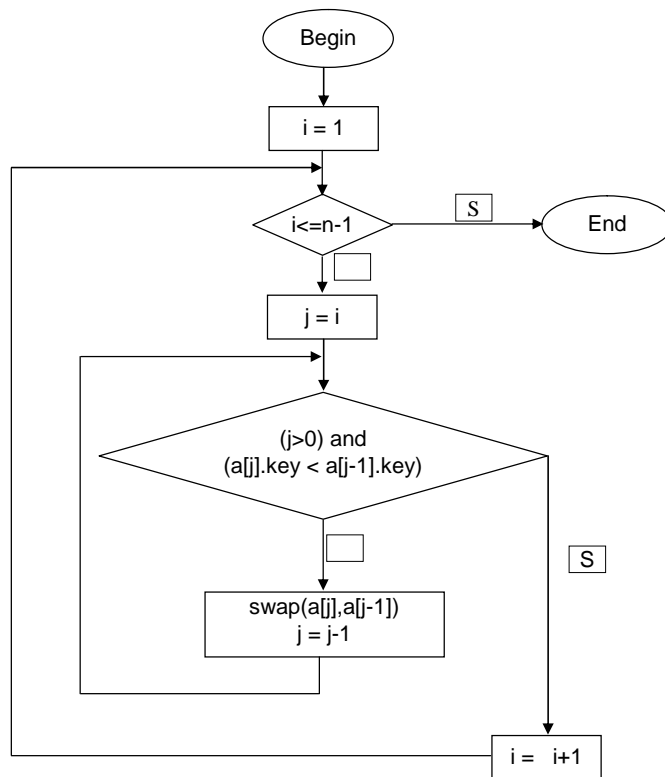 Begin
i = 1
i<=n-1
S
End
j = i
(j>0) and
(a[j].key < a[j-1].key)
S
swap(a[j],a[j-1])
j = j-1
i = i+1